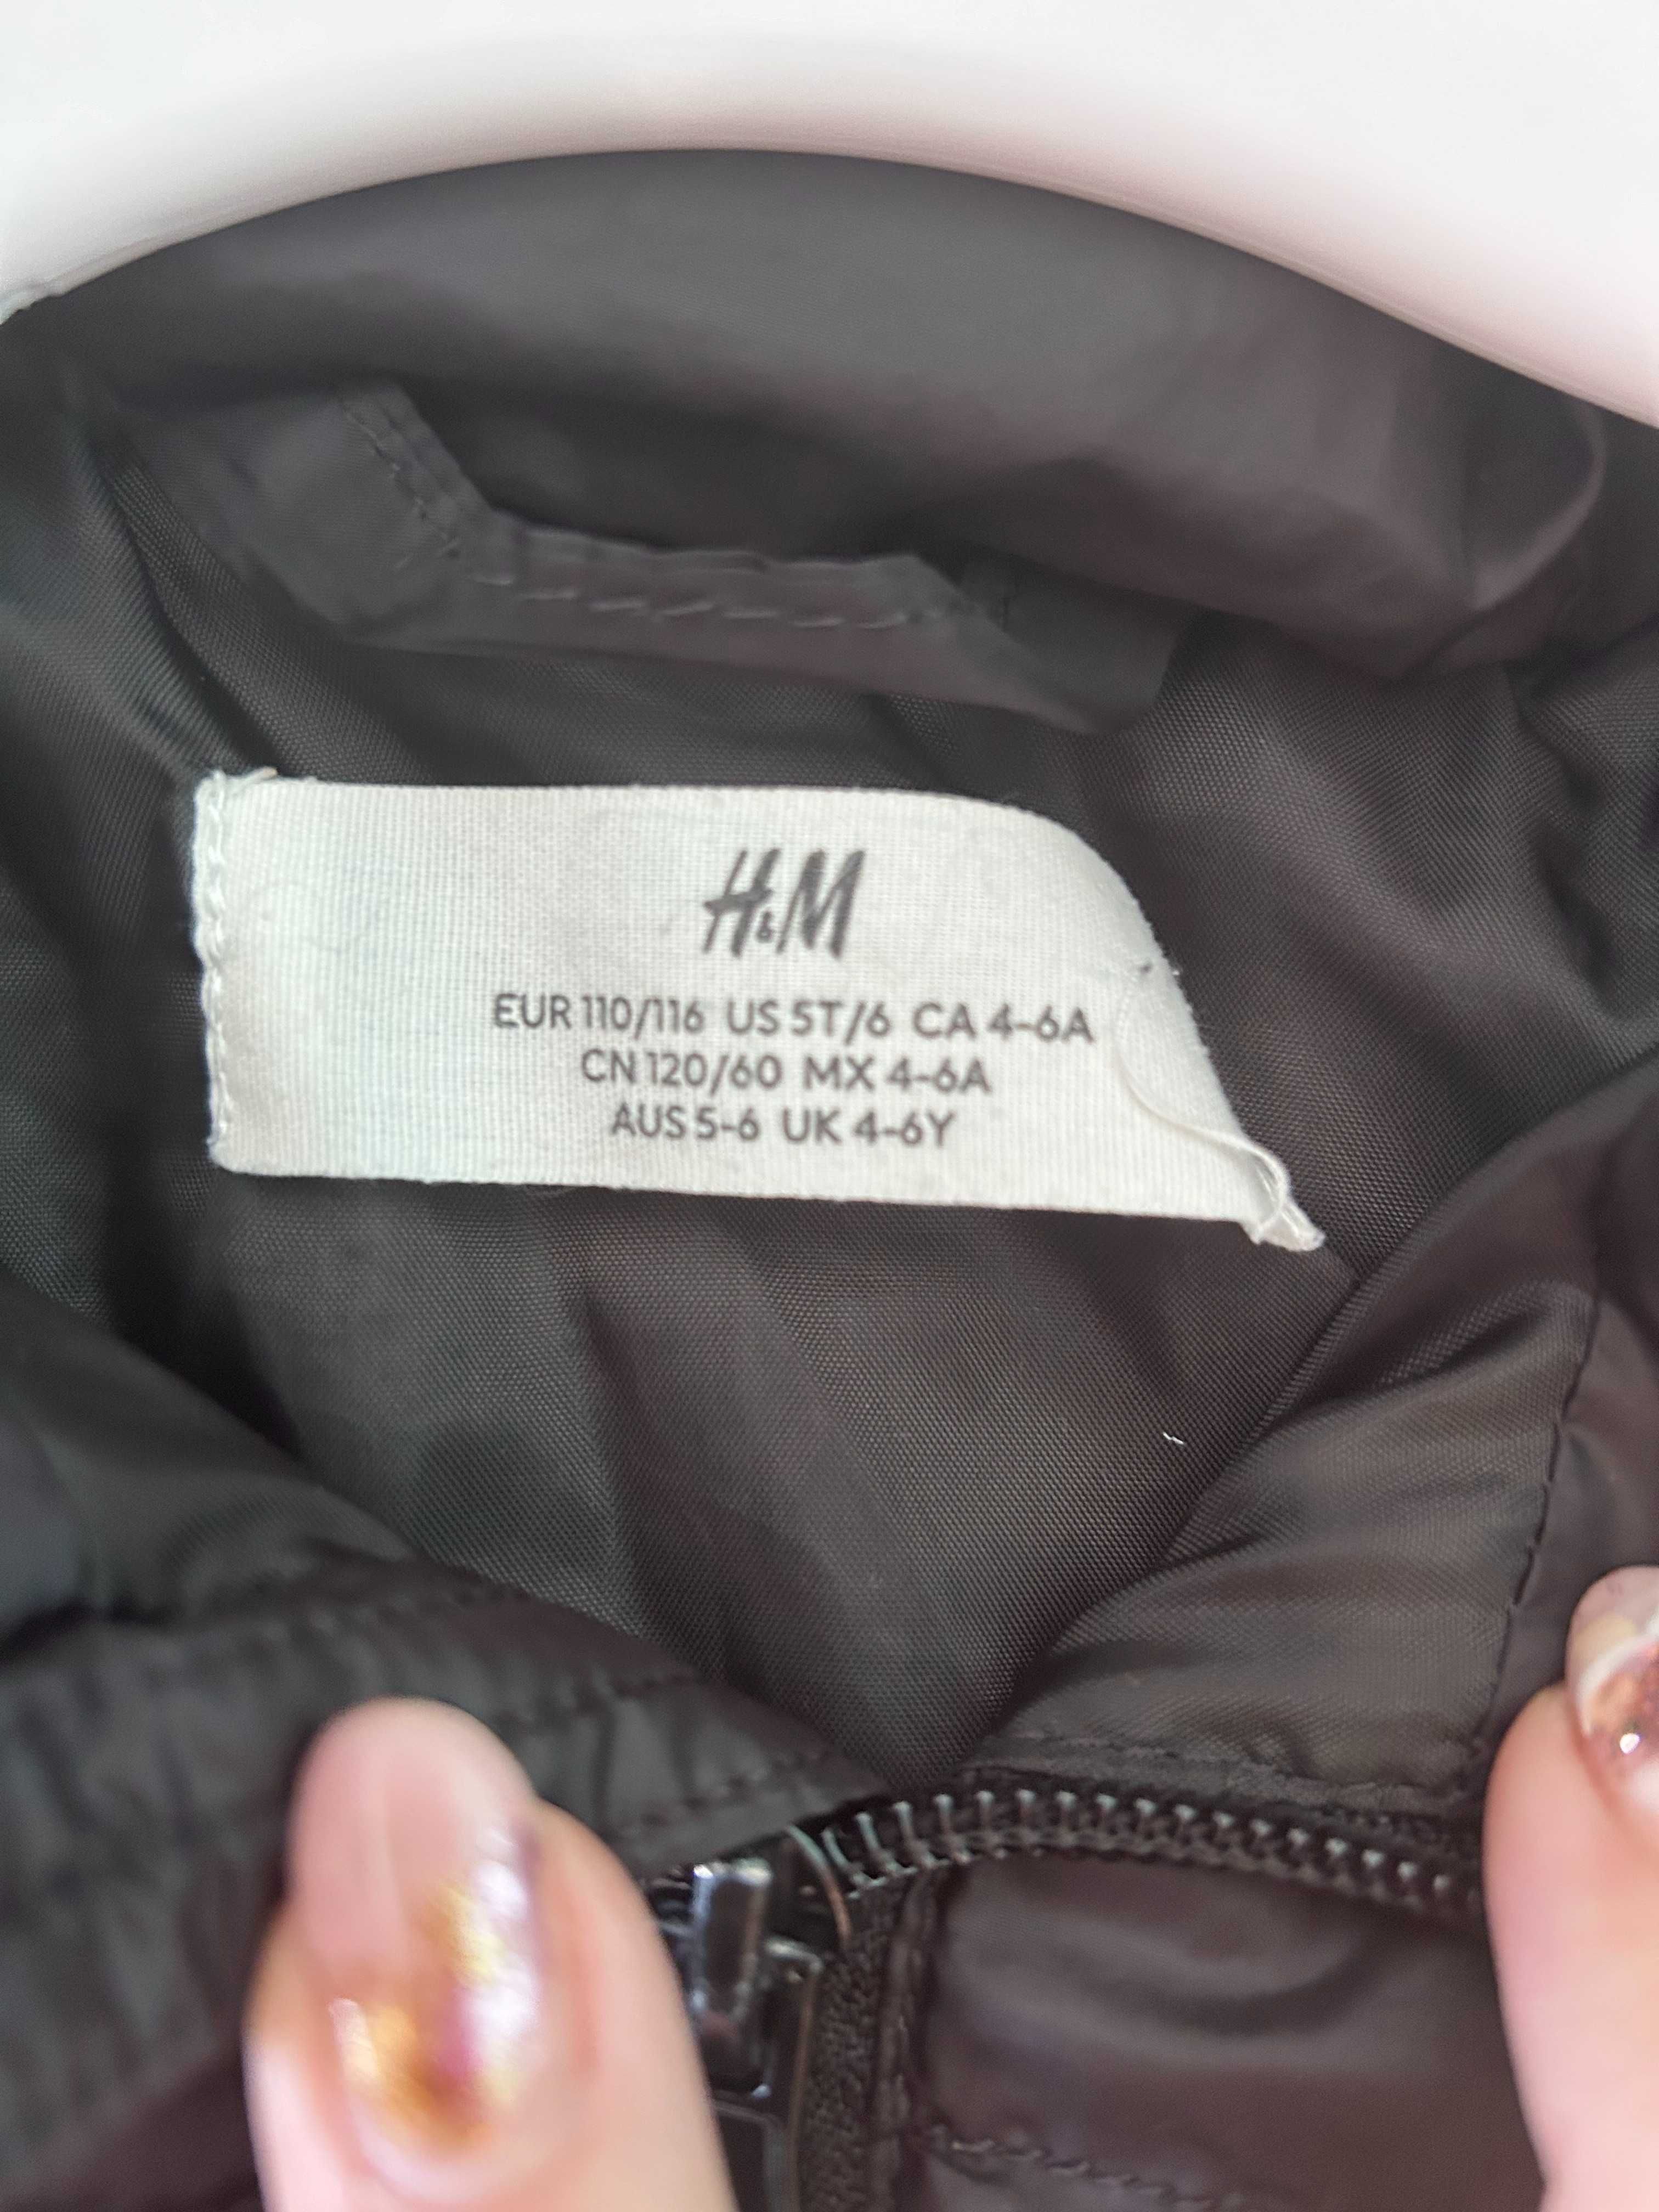 H&M
EUR 110/116 US 5T/6 CA 4-6A
CN 120/60 MX 4-6A
AUS 5-6 UK 4-6Y